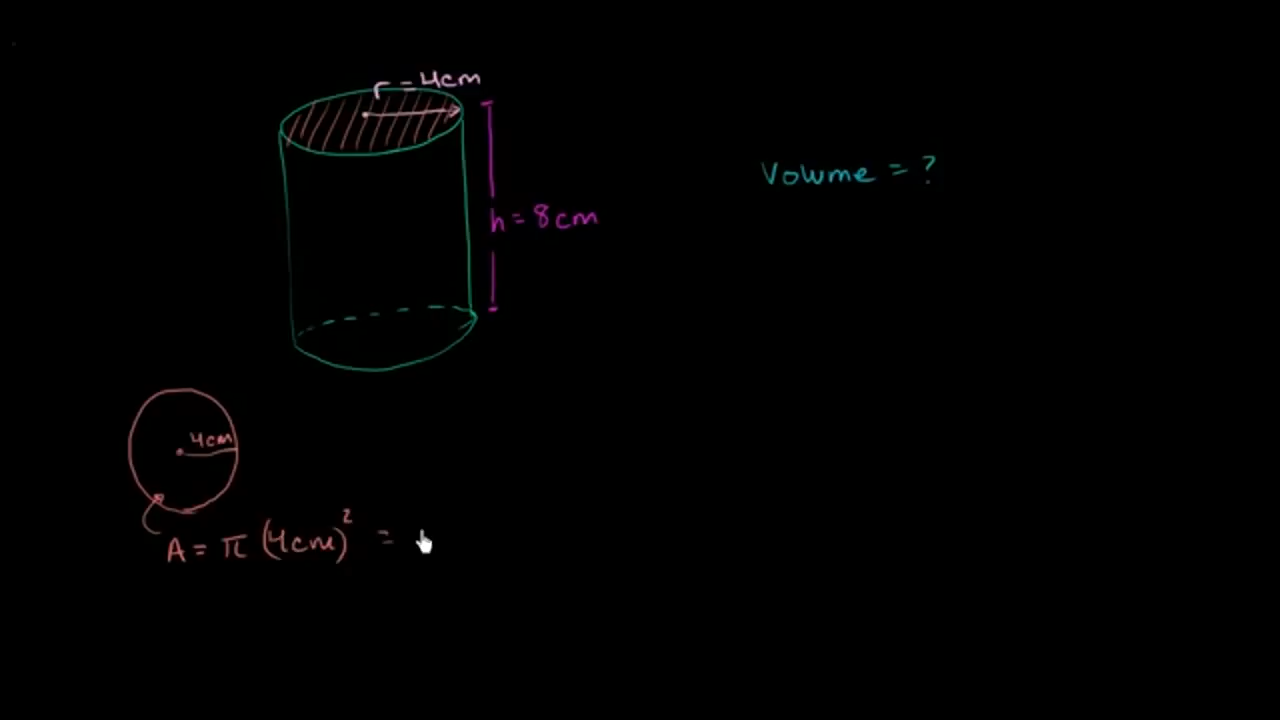 r = 4cm
Volume = ?
h = 8cm
4cm
A = π (4cm)² =